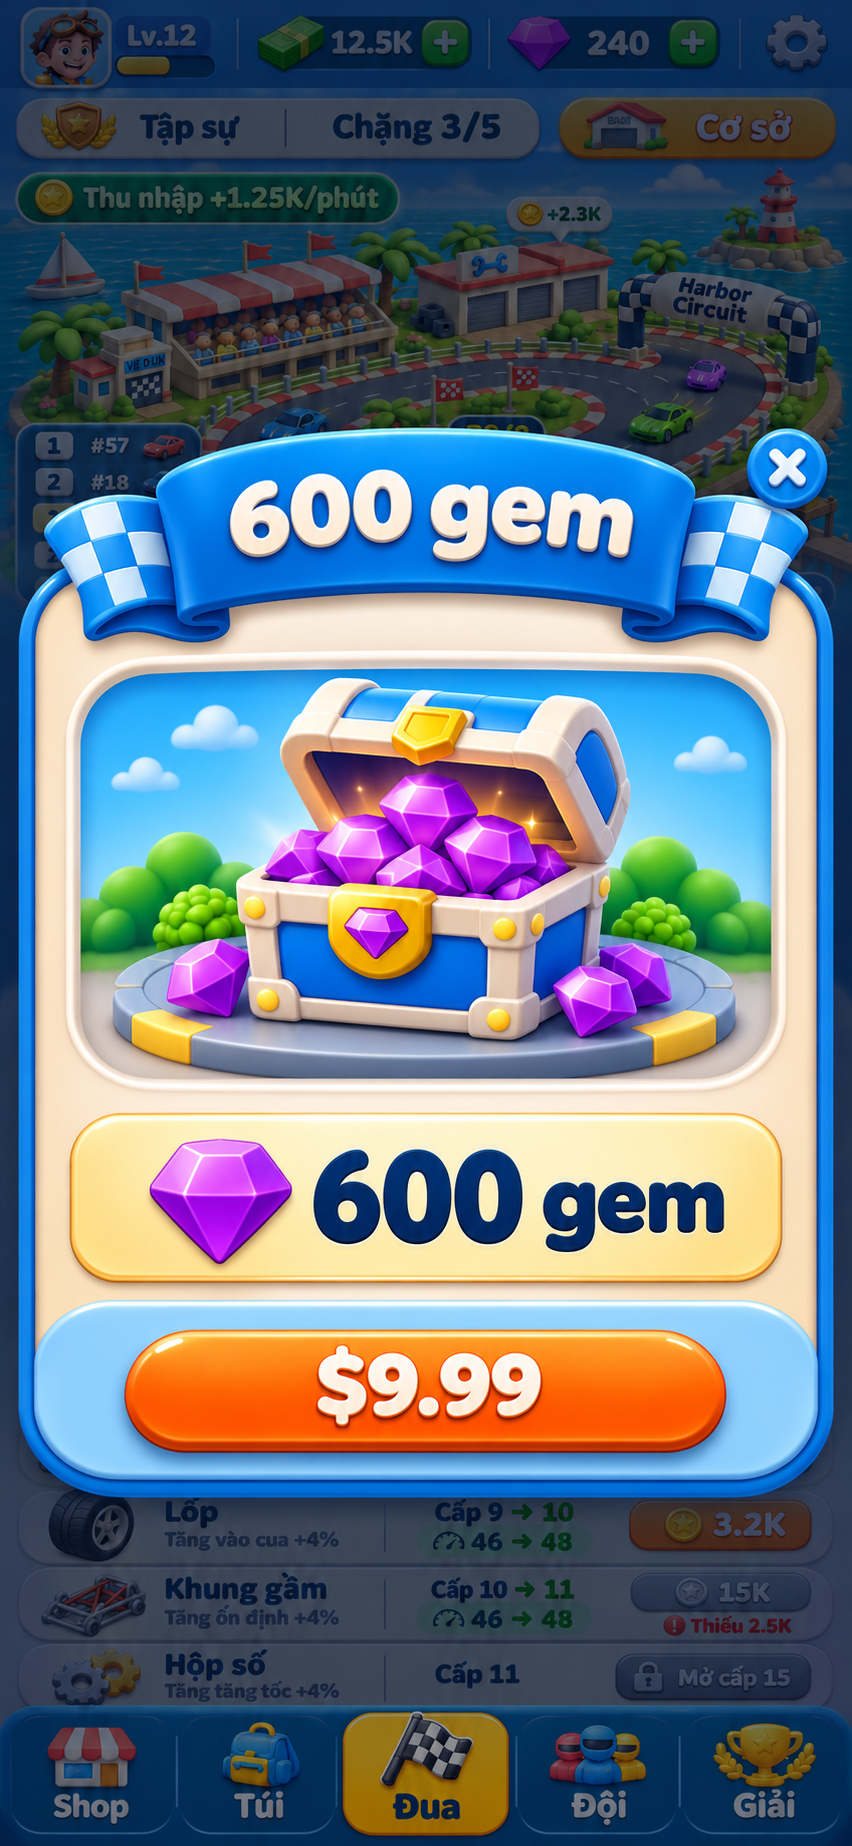 Lv.12
12.5K
240
Tập sự
Chặng 3/5
Cơ sở
Thu nhập +1.25K/phút
+2.3K
Harbor
Circuit
1 #57
2 #18
600 gem
600 gem
$9.99
Lốp
Tăng vào cua +4%
Cấp 9 → 10
46 → 48
3.2K
Khung gầm
Tăng ổn định +4%
Cấp 10 → 11
46 → 48
15K
Thiếu 2.5K
Hộp số
Tăng tăng tốc +4%
Cấp 11
Mở cấp 15
Shop
Túi
Đua
Đội
Giải